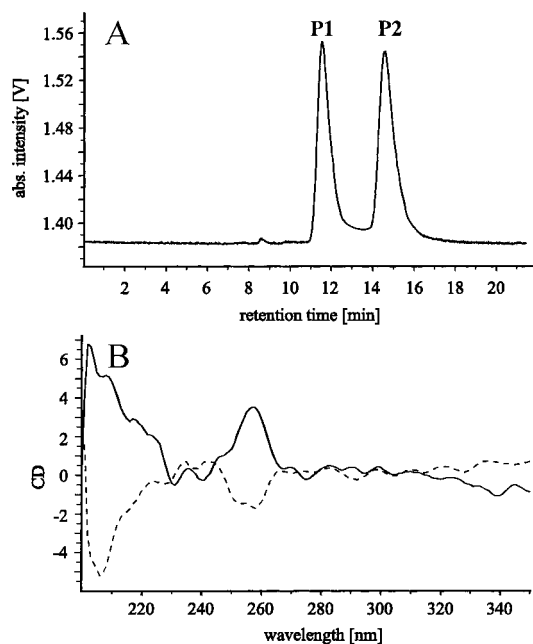 A
P1 P2
1.56
1.52
1.48
1.44
1.40
abs. intensity [V]
2 4 6 8 10 12 14 16 18 20
retention time [min]
B
6
4
2
0
-2
-4
CD
220 240 260 280 300 320 340
wavelength [nm]